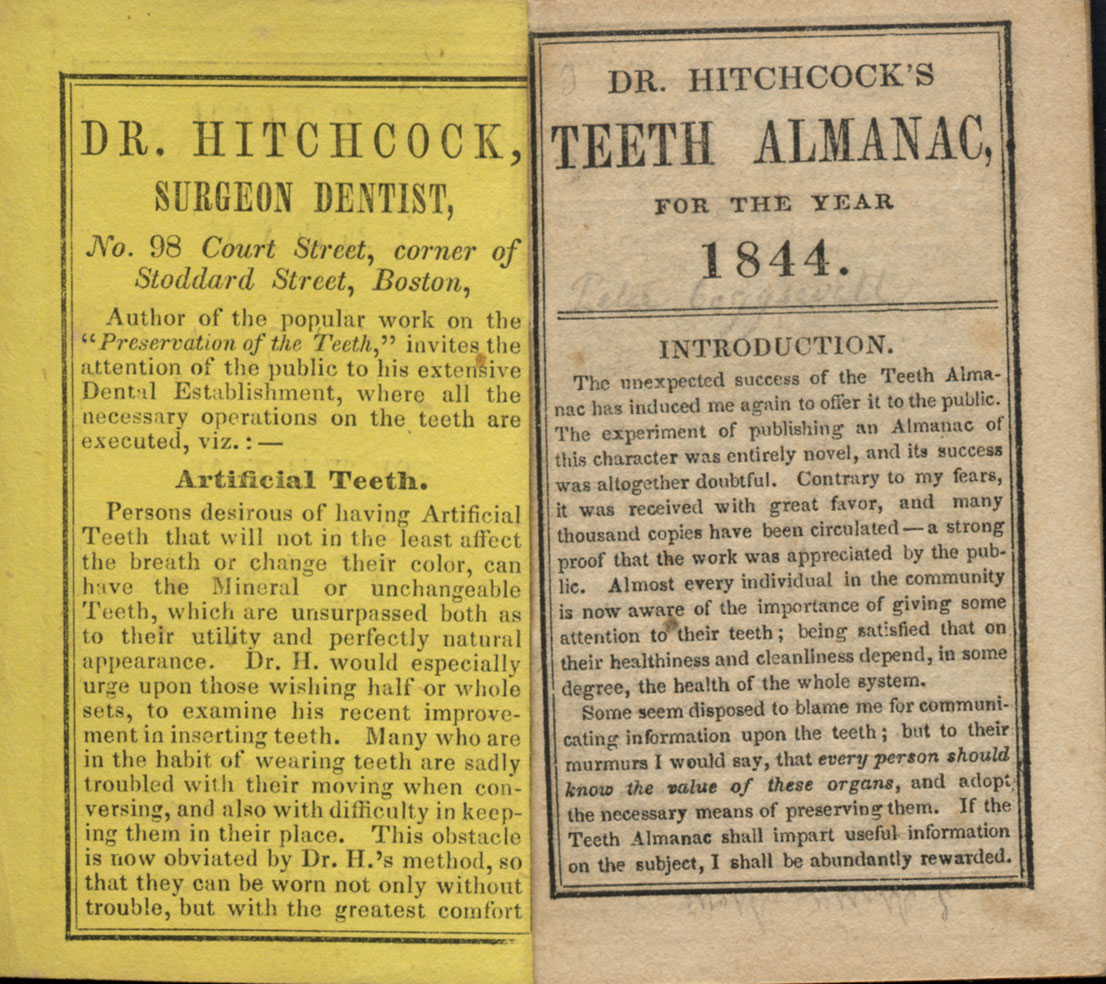 DR. HITCHCOCK,
SURGEON DENTIST,
No. 98 Court Street, corner of
Stoddard Street, Boston,
Author of the popular work on the
“Preservation of the Teeth,” invites the
attention of the public to his extensive
Dental Establishment, where all the
necessary operations on the teeth are
executed, viz.: —
Artificial Teeth.
Persons desirous of having Artificial
Teeth that will not in the least affect
the breath or change their color, can
have the Mineral or unchangeable
Teeth, which are unsurpassed both as
to their utility and perfectly natural
appearance. Dr. H. would especially
urge upon those wishing half or whole
sets, to examine his recent improve-
ment in inserting teeth. Many who are
in the habit of wearing teeth are sadly
troubled with their moving when con-
versing, and also with difficulty in keep-
ing them in their place. This obstacle
is now obviated by Dr. H.’s method, so
that they can be worn not only without
trouble, but with the greatest comfort
DR. HITCHCOCK’S
TEETH ALMANAC,
FOR THE YEAR
1844.
Peter
INTRODUCTION.
The unexpected success of the Teeth Alma-
nac has induced me again to offer it to the public.
The experiment of publishing an Almanac of
this character was entirely novel, and its success
was altogether doubtful. Contrary to my fears,
it was received with great favor, and many
thousand copies have been circulated — a strong
proof that the work was appreciated by the pub-
lic. Almost every individual in the community
is now aware of the importance of giving some
attention to their teeth; being satisfied that on
their healthiness and cleanliness depend, in some
degree, the health of the whole system.
Some seem disposed to blame me for communi-
cating information upon the teeth; but to their
murmurs I would say, that every person should
know the value of these organs, and adopt
the necessary means of preserving them. If the
Teeth Almanac shall impart useful information
on the subject, I shall be abundantly rewarded.